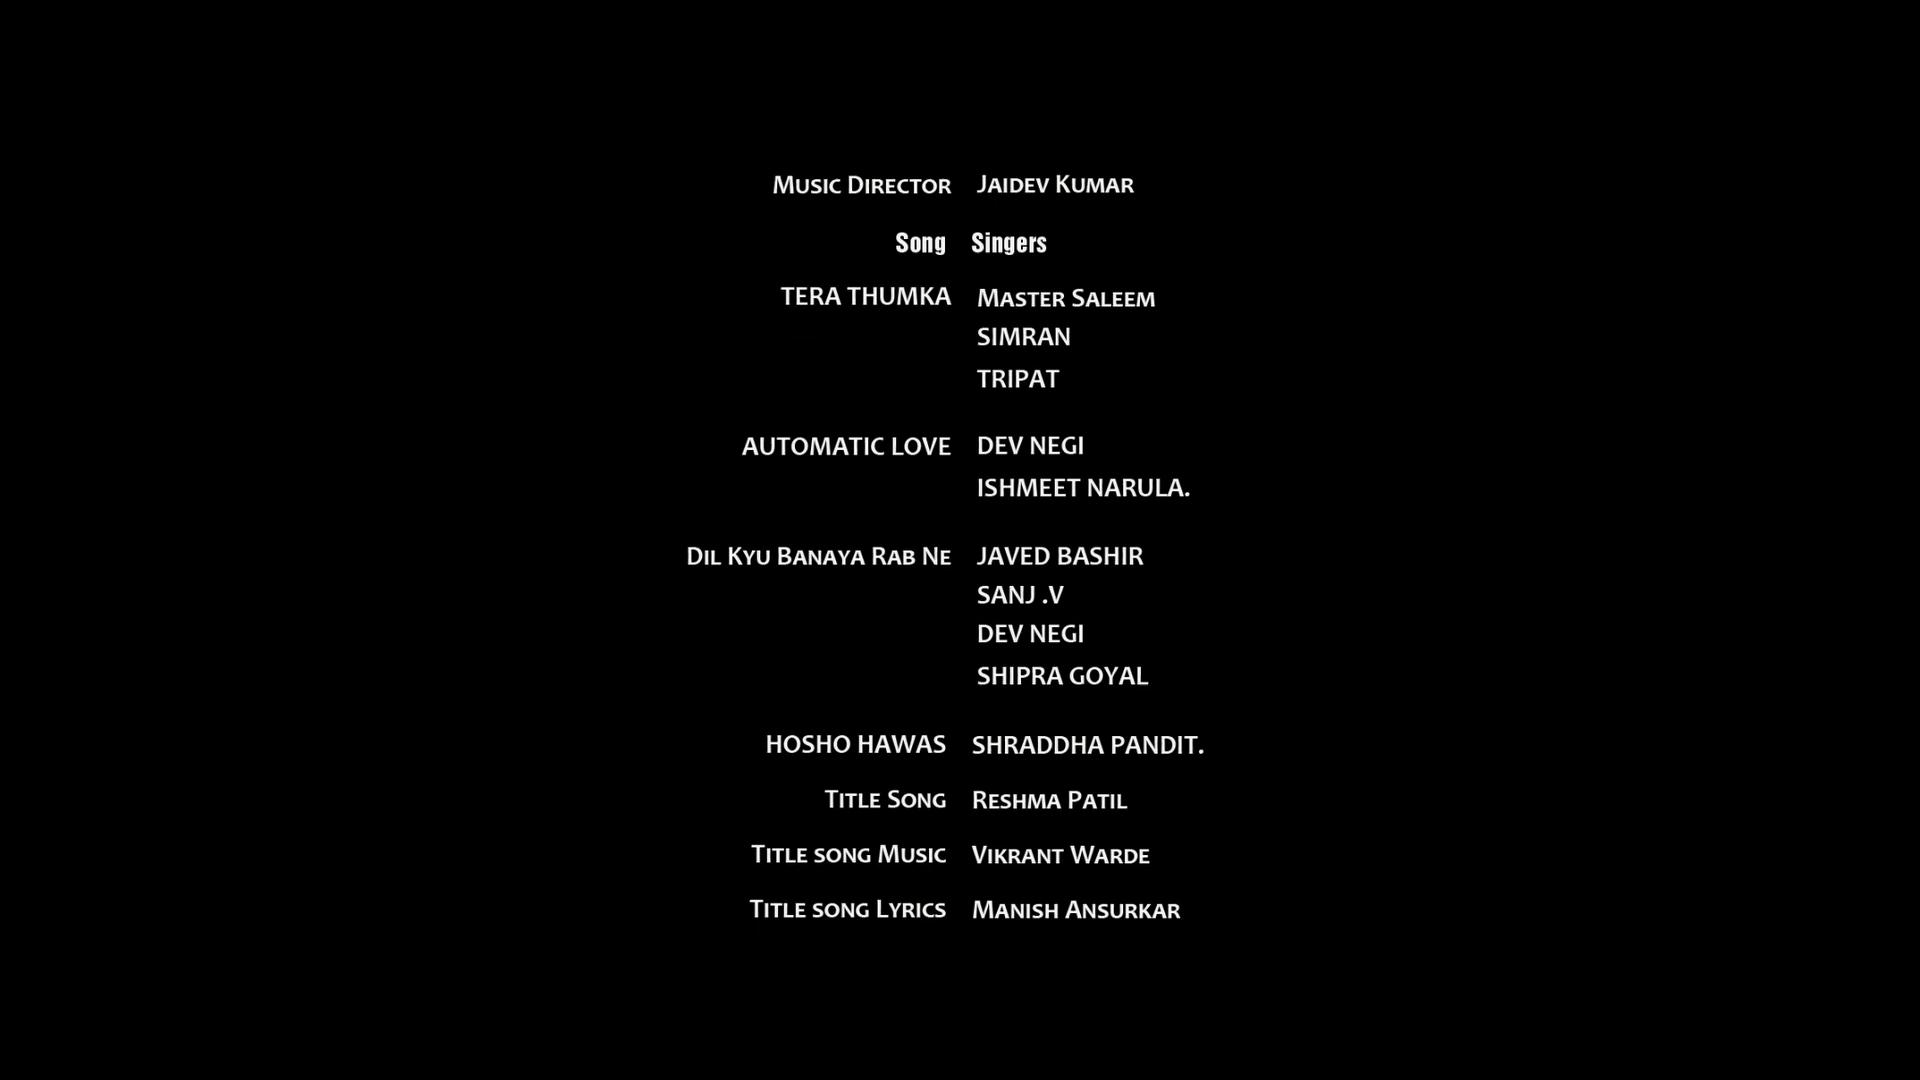 Music Director Jaidev Kumar
Song Singers
TERA THUMKA Master Saleem
SIMRAN
TRIPAT
AUTOMATIC LOVE DEV NEGI
ISHMEET NARULA.
Dil Kyu Banaya Rab Ne JAVED BASHIR
SANJ .V
DEV NEGI
SHIPRA GOYAL
HOSHO HAWAS SHRADDHA PANDIT.
Title Song Reshma Patil
Title song Music Vikrant Warde
Title song Lyrics Manish Ansurkar